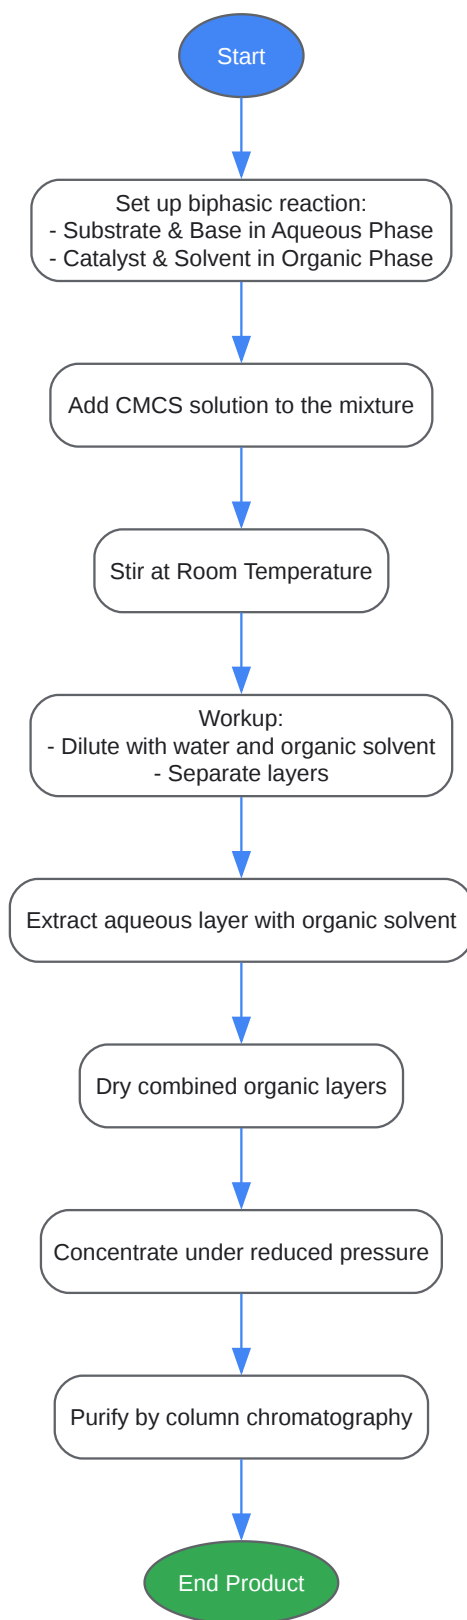 Start
Set up biphasic reaction:
- Substrate & Base in Aqueous Phase
- Catalyst & Solvent in Organic Phase
Add CMCS solution to the mixture
Stir at Room Temperature
Workup:
- Dilute with water and organic solvent
- Separate layers
Extract aqueous layer with organic solvent
Dry combined organic layers
Concentrate under reduced pressure
Purify by column chromatography
End Product